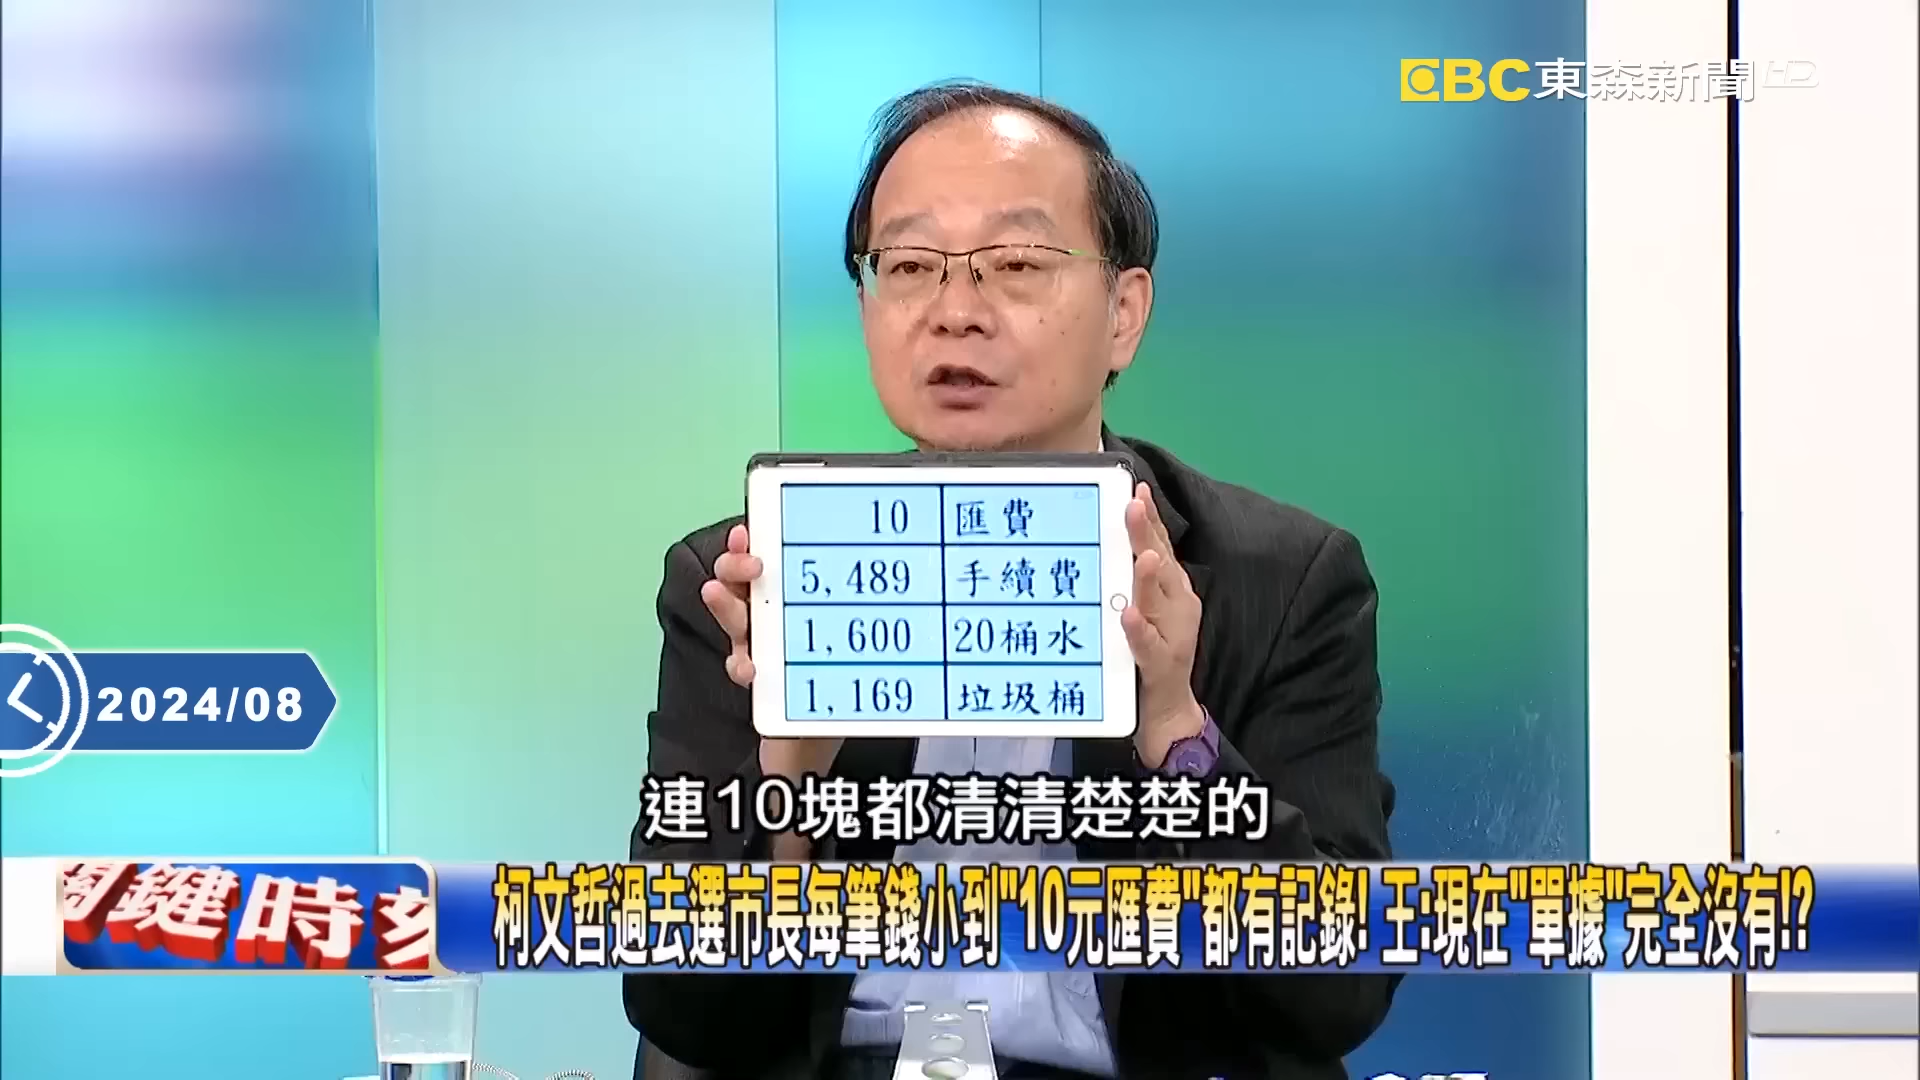 EBC東森新聞HD
10 匯費
5,489 手續費
1,600 20桶水
1,169 垃圾桶
2024/08
連10塊都清清楚楚的
關鍵時刻
柯文哲過去選市長每筆錢小到"10元匯費"都有記錄! 王:現在"單據"完全沒有!?